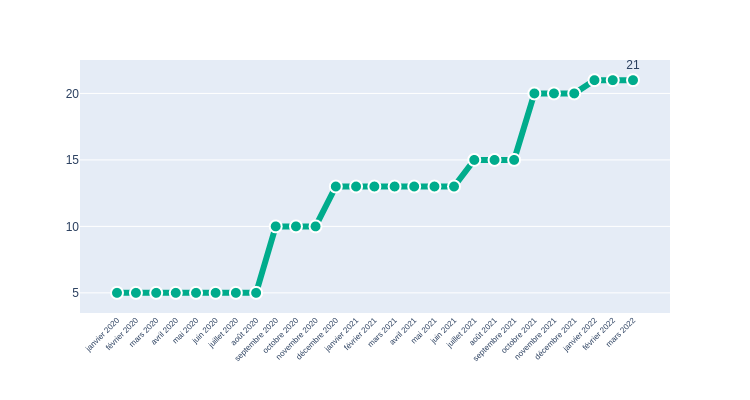 21
20
15
10
5
janvier 2020
février 2020
mars 2020
avril 2020
mai 2020
juin 2020
juillet 2020
août 2020
septembre 2020
octobre 2020
novembre 2020
décembre 2020
janvier 2021
février 2021
mars 2021
avril 2021
mai 2021
juin 2021
juillet 2021
août 2021
septembre 2021
octobre 2021
novembre 2021
décembre 2021
janvier 2022
février 2022
mars 2022